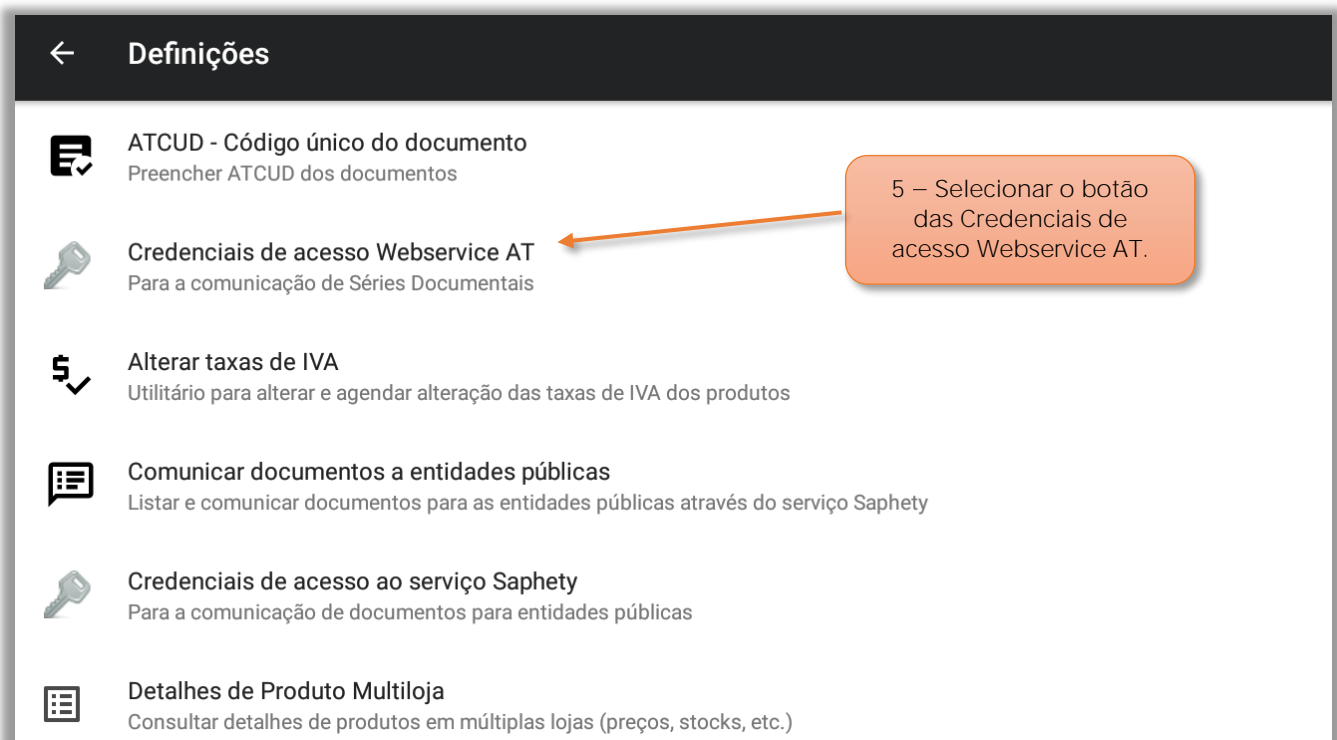 Definições
ATCUD - Código único do documento
Preencher ATCUD dos documentos
5 – Selecionar o botão
das Credenciais de
acesso Webservice AT.
Credenciais de acesso Webservice AT
Para a comunicação de Séries Documentais
Alterar taxas de IVA
Utilitário para alterar e agendar alteração das taxas de IVA dos produtos
Comunicar documentos a entidades públicas
Listar e comunicar documentos para as entidades públicas através do serviço Saphety
Credenciais de acesso ao serviço Saphety
Para a comunicação de documentos para entidades públicas
Detalhes de Produto Multiloja
Consultar detalhes de produtos em múltiplas lojas (preços, stocks, etc.)